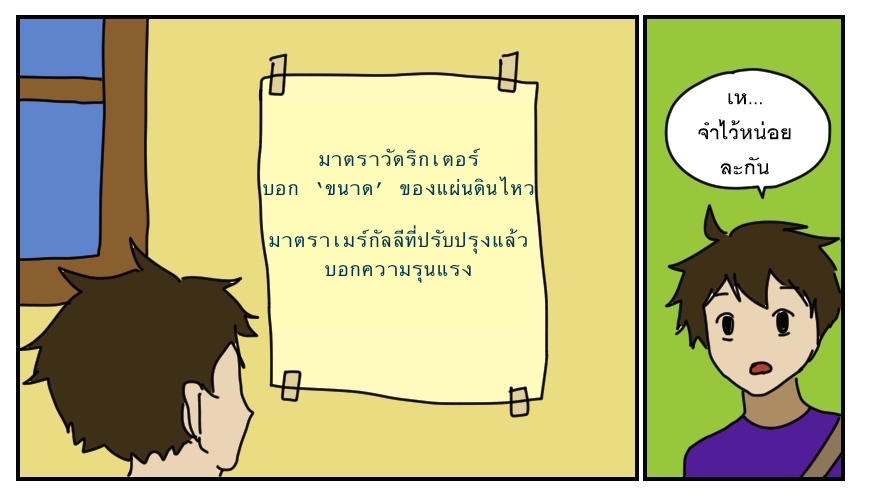 มาตราวัดริกเตอร์
บอก ‘ขนาด’ ของแผ่นดินไหว
มาตราเมร์กัลลีที่ปรับปรุงแล้ว
บอกความรุนแรง
เห...
จำไว้หน่อย
ละกัน